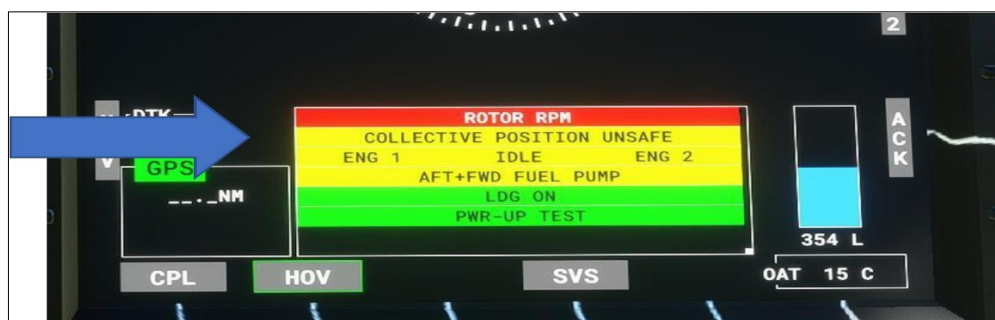 2
DTK
ROTOR RPM
COLLECTIVE POSITION UNSAFE
ENG 1 IDLE ENG 2
AFT+FWD FUEL PUMP
LDG ON
PWR-UP TEST
GPS
__._NM
ACK
354 L
OAT 15 C
CPL
HOV
SVS